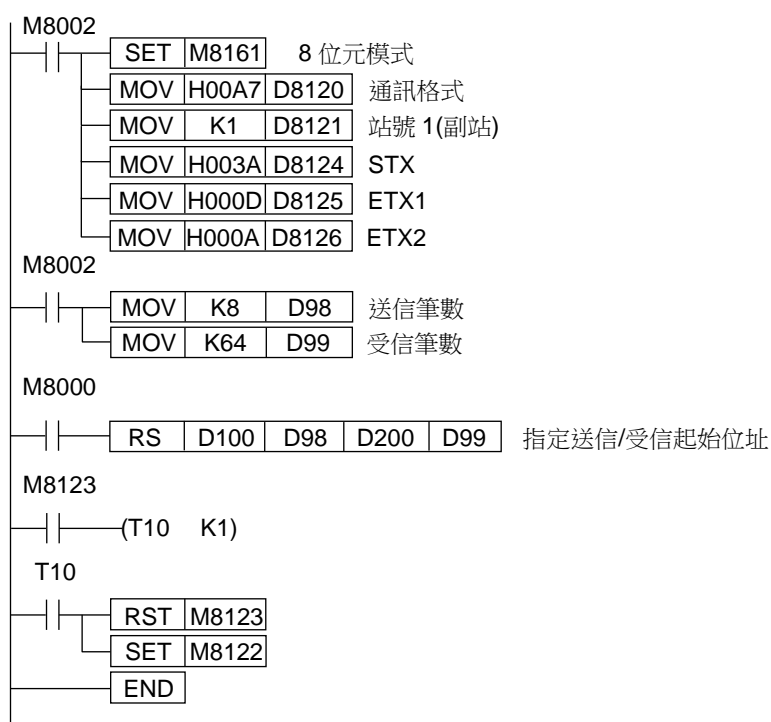 M8002
SET M8161 8 位元模式
MOV H00A7 D8120 通訊格式
MOV K1 D8121 站號 1(副站)
MOV H003A D8124 STX
MOV H000D D8125 ETX1
MOV H000A D8126 ETX2
M8002
MOV K8 D98 送信筆數
MOV K64 D99 受信筆數
M8000
RS D100 D98 D200 D99 指定送信/受信起始位址
M8123
(T10 K1)
T10
RST M8123
SET M8122
END